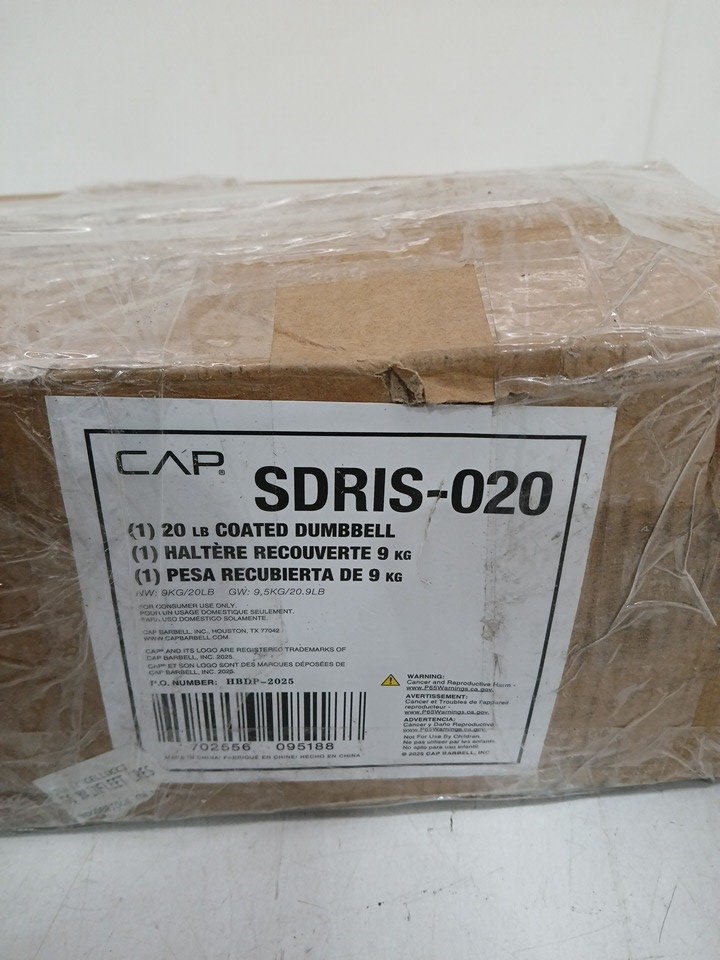 CAP®
SDRIS-020
(1) 20 LB COATED DUMBBELL
(1) HALTÈRE RECOUVERTE 9 KG
(1) PESA RECUBIERTA DE 9 KG
NW: 9KG/20LB GW: 9,5KG/20.9LB
FOR CONSUMER USE ONLY.
POUR UN USAGE DOMESTIQUE SEULEMENT.
PARA USO DOMÉSTICO SOLAMENTE.
CAP BARBELL, INC., HOUSTON, TX 77042
WWW.CAPBARBELL.COM
CAP® AND ITS LOGO ARE REGISTERED TRADEMARKS OF
CAP BARBELL, INC. 2025.
CAP® ET SON LOGO SONT DES MARQUES DÉPOSÉES DE
CAP BARBELL, INC. 2025.
P.O. NUMBER: HBDP-2025
702556 095188
MADE IN CHINA/ FABRIQUÉ EN CHINE/ HECHO EN CHINA
WARNING:
Cancer and Reproductive Harm -
www.P65Warnings.ca.gov.
AVERTISSEMENT:
Cancer et Troubles de l'appareil
reproducteur -
www.P65Warnings.ca.gov.
ADVERTENCIA:
Cáncer y Daño Reproductivo
www.P65Warnings.ca.gov.
Not For Use By Children.
Ne pas utiliser par les enfants.
No apto para uso infantil.
© 2025 CAP BARBELL, INC